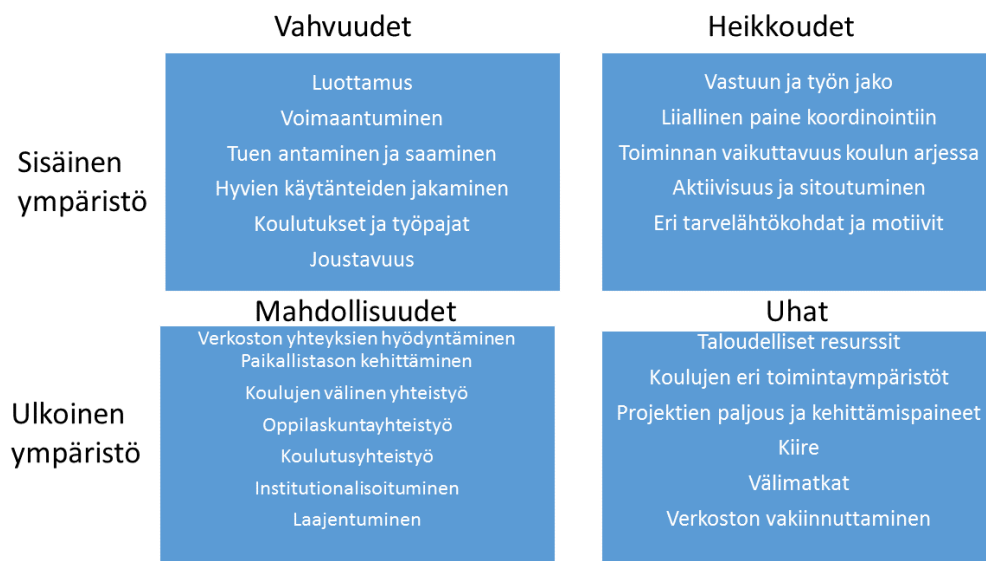 Vahvuudet
Heikkoudet
Sisäinen
ympäristö
Luottamus
Voimaantuminen
Tuen antaminen ja saaminen
Hyvien käytänteiden jakaminen
Koulutukset ja työpajat
Joustavuus
Vastuun ja työn jako
Liiallinen paine koordinointiin
Toiminnan vaikuttavuus koulun arjessa
Aktiivisuus ja sitoutuminen
Eri tarvelähtökohdat ja motiivit
Mahdollisuudet
Uhat
Ulkoinen
ympäristö
Verkoston yhteyksien hyödyntäminen
Paikallistason kehittäminen
Koulujen välinen yhteistyö
Oppilaskuntayhteistyö
Koulutusyhteistyö
Institutionalisoituminen
Laajentuminen
Taloudelliset resurssit
Koulujen eri toimintaympäristöt
Projektien paljous ja kehittämispaineet
Kiire
Välimatkat
Verkoston vakiinnuttaminen